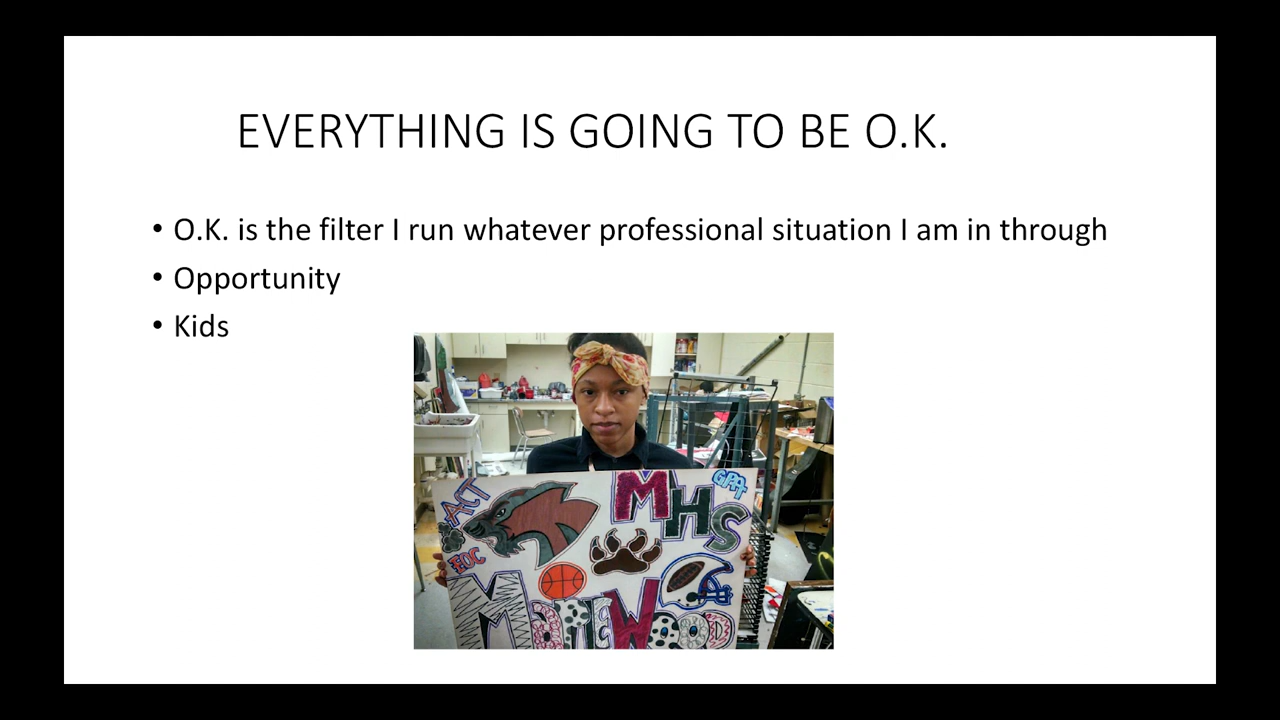 EVERYTHING IS GOING TO BE O.K.
• O.K. is the filter I run whatever professional situation I am in through
• Opportunity
• Kids
ACT
MHS
EOC